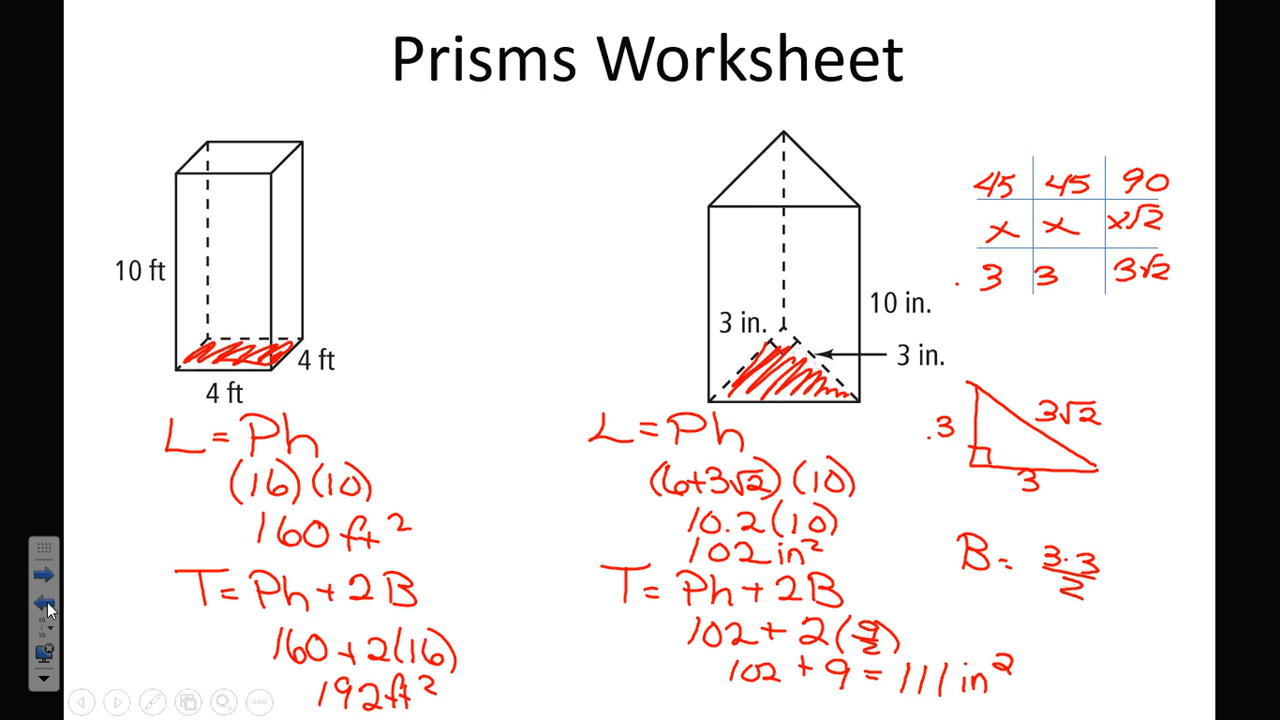 Prisms Worksheet
10 ft
4 ft
4 ft
L = Ph
(16)(10)
160 ft²
T = Ph + 2B
160 + 2(16)
192 ft²
3 in.
10 in.
3 in.
L = Ph
(6+3√2)(10)
10.2(10)
102 in²
T = Ph + 2B
102 + 2(9/2)
102 + 9 = 111 in²
45 45 90
x x x√2
3 3 3√2
3
3√2
3
B = 3·3/2